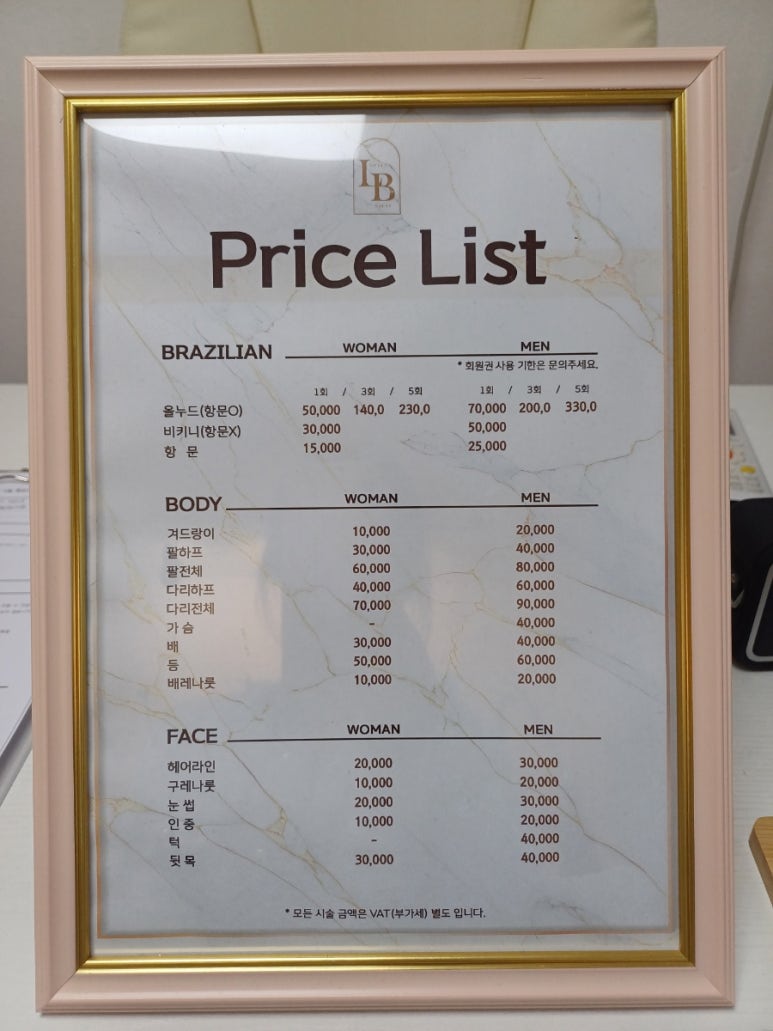 LB
Price List
BRAZILIAN WOMAN MEN
* 회원권 사용 기한은 문의주세요.
1회 / 3회 / 5회 1회 / 3회 / 5회
올누드(항문O) 50,000 140,0 230,0 70,000 200,0 330,0
비키니(항문X) 30,000 50,000
항 문 15,000 25,000
BODY WOMAN MEN
겨드랑이 10,000 20,000
팔하프 30,000 40,000
팔전체 60,000 80,000
다리하프 40,000 60,000
다리전체 70,000 90,000
가 슴 - 40,000
배 30,000 40,000
등 50,000 60,000
배레나룻 10,000 20,000
FACE WOMAN MEN
헤어라인 20,000 30,000
구레나룻 10,000 20,000
눈 썹 20,000 30,000
인 중 10,000 20,000
턱 - 40,000
뒷 목 30,000 40,000
* 모든 시술 금액은 VAT(부가세) 별도 입니다.